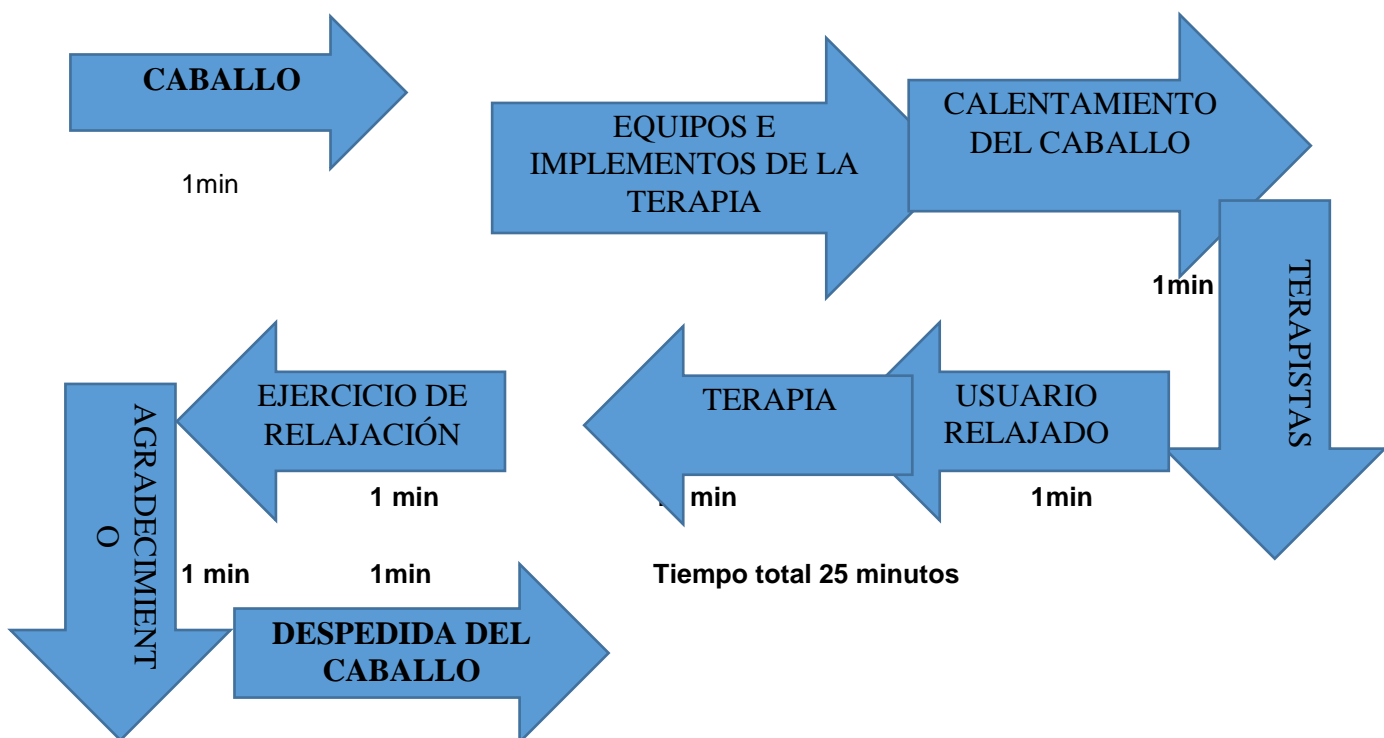 CABALLO
1min
EQUIPOS E
IMPLEMENTOS DE LA
TERAPIA
CALENTAMIENTO
DEL CABALLO
1min
TERAPISTAS
USUARIO
RELAJADO
1min
TERAPIA
min
EJERCICIO DE
RELAJACIÓN
1 min
AGRADECIMIENT
O
1 min
1min
DESPEDIDA DEL
CABALLO
Tiempo total 25 minutos